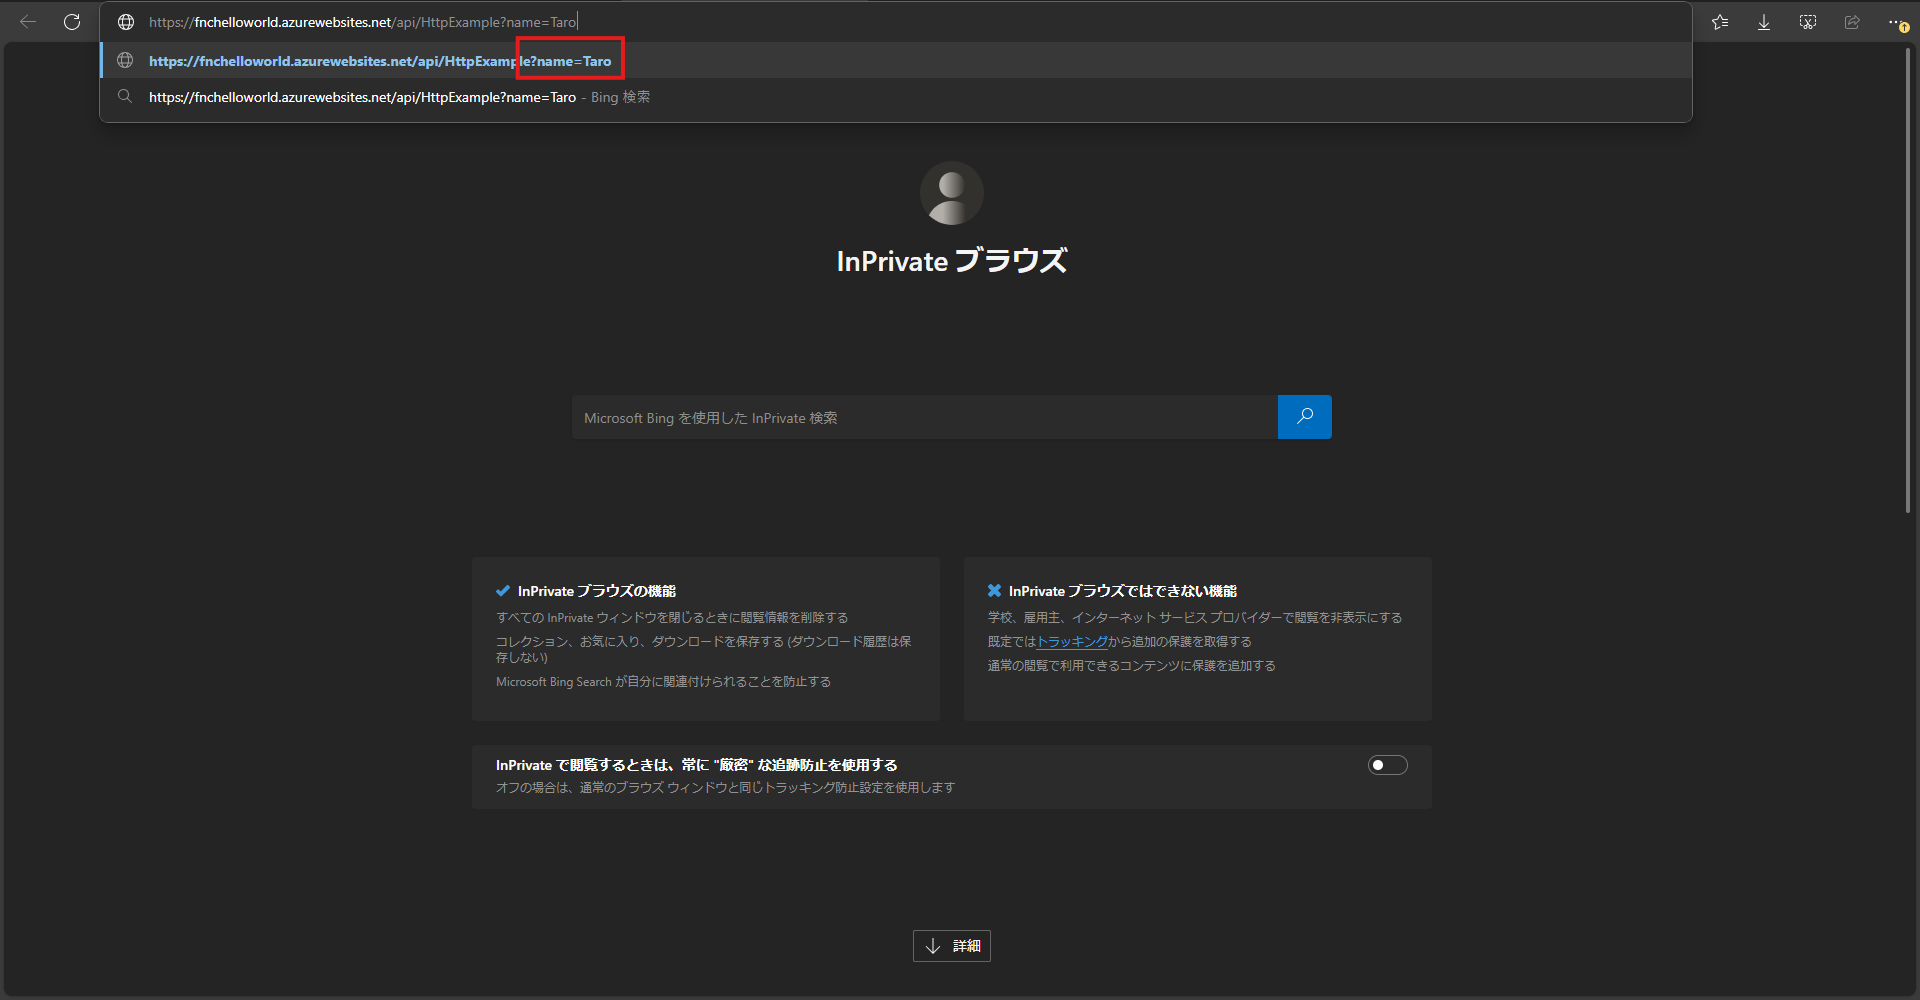 https://fnchelloworld.azurewebsites.net/api/HttpExample?name=Taro
https://fnchelloworld.azurewebsites.net/api/HttpExample?name=Taro
https://fnchelloworld.azurewebsites.net/api/HttpExample?name=Taro - Bing 検索
InPrivate ブラウズ
Microsoft Bing を使用した InPrivate 検索
InPrivate ブラウズの機能
すべての InPrivate ウィンドウを閉じるときに閲覧情報を削除する
コレクション、お気に入り、ダウンロードを保存する (ダウンロード履歴は保
存しない)
Microsoft Bing Search が自分に関連付けられることを防止する
InPrivate ブラウズではできない機能
学校、雇用主、インターネット サービス プロバイダーで閲覧を非表示にする
既定ではトラッキングから追加の保護を取得する
通常の閲覧で利用できるコンテンツに保護を追加する
InPrivate で閲覧するときは、常に "厳密" な追跡防止を使用する
オフの場合は、通常のブラウズ ウィンドウと同じトラッキング防止設定を使用します
詳細